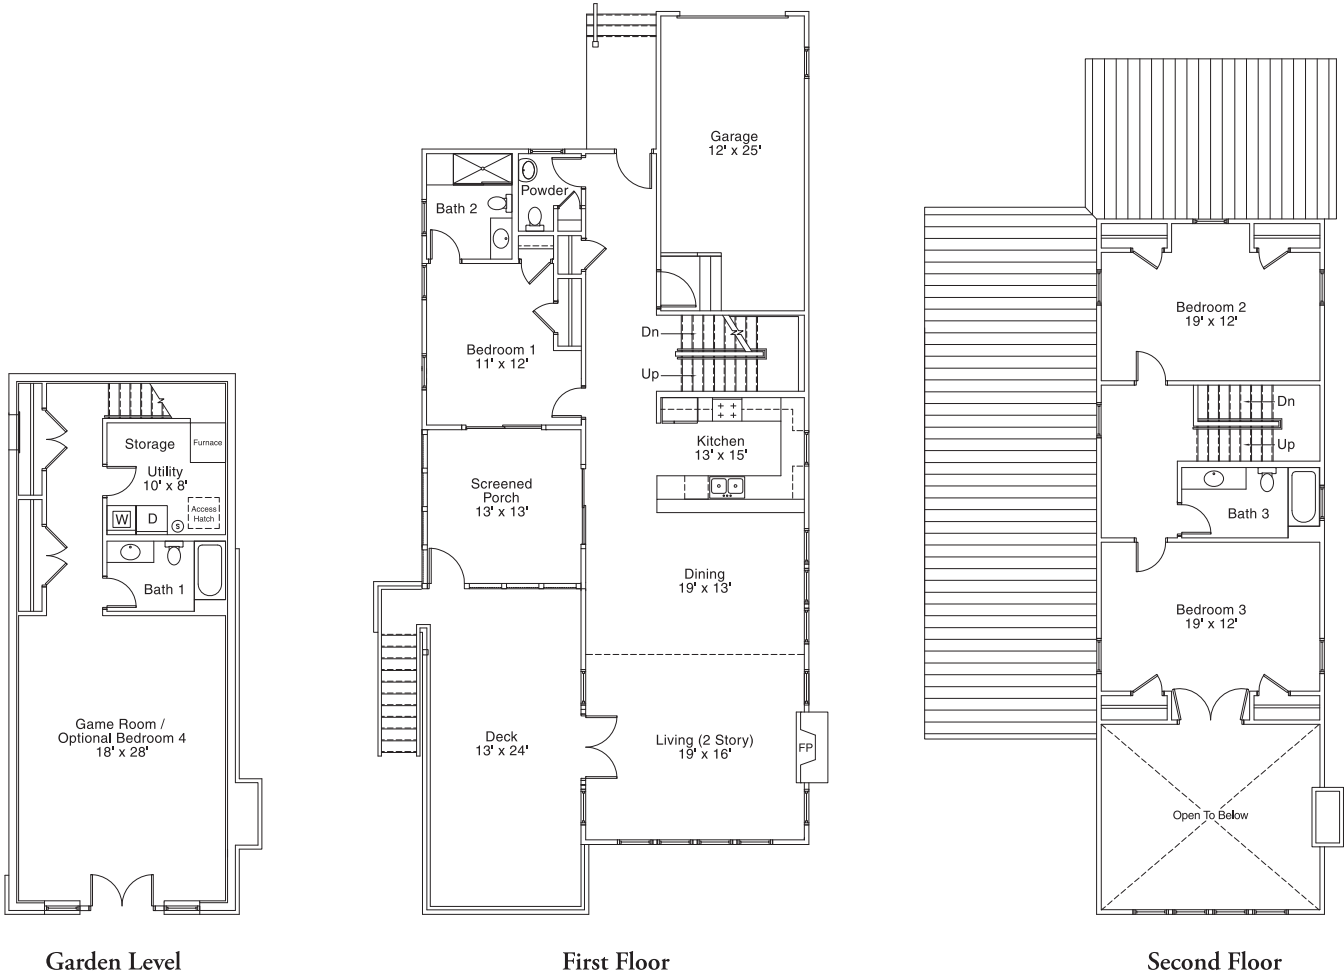 Storage
Furnace
Utility
10' x 8'
Access
Hatch
W
D
S
Bath 1
Game Room /
Optional Bedroom 4
18' x 28'
Garden Level
Garage
12' x 25'
Powder
Bath 2
Dn
Up
Bedroom 1
11' x 12'
Kitchen
13' x 15'
Screened
Porch
13' x 13'
Dining
19' x 13'
Deck
13' x 24'
Living (2 Story)
19' x 16'
FP
First Floor
Bedroom 2
19' x 12'
Dn
Up
Bath 3
Bedroom 3
19' x 12'
Open To Below
Second Floor